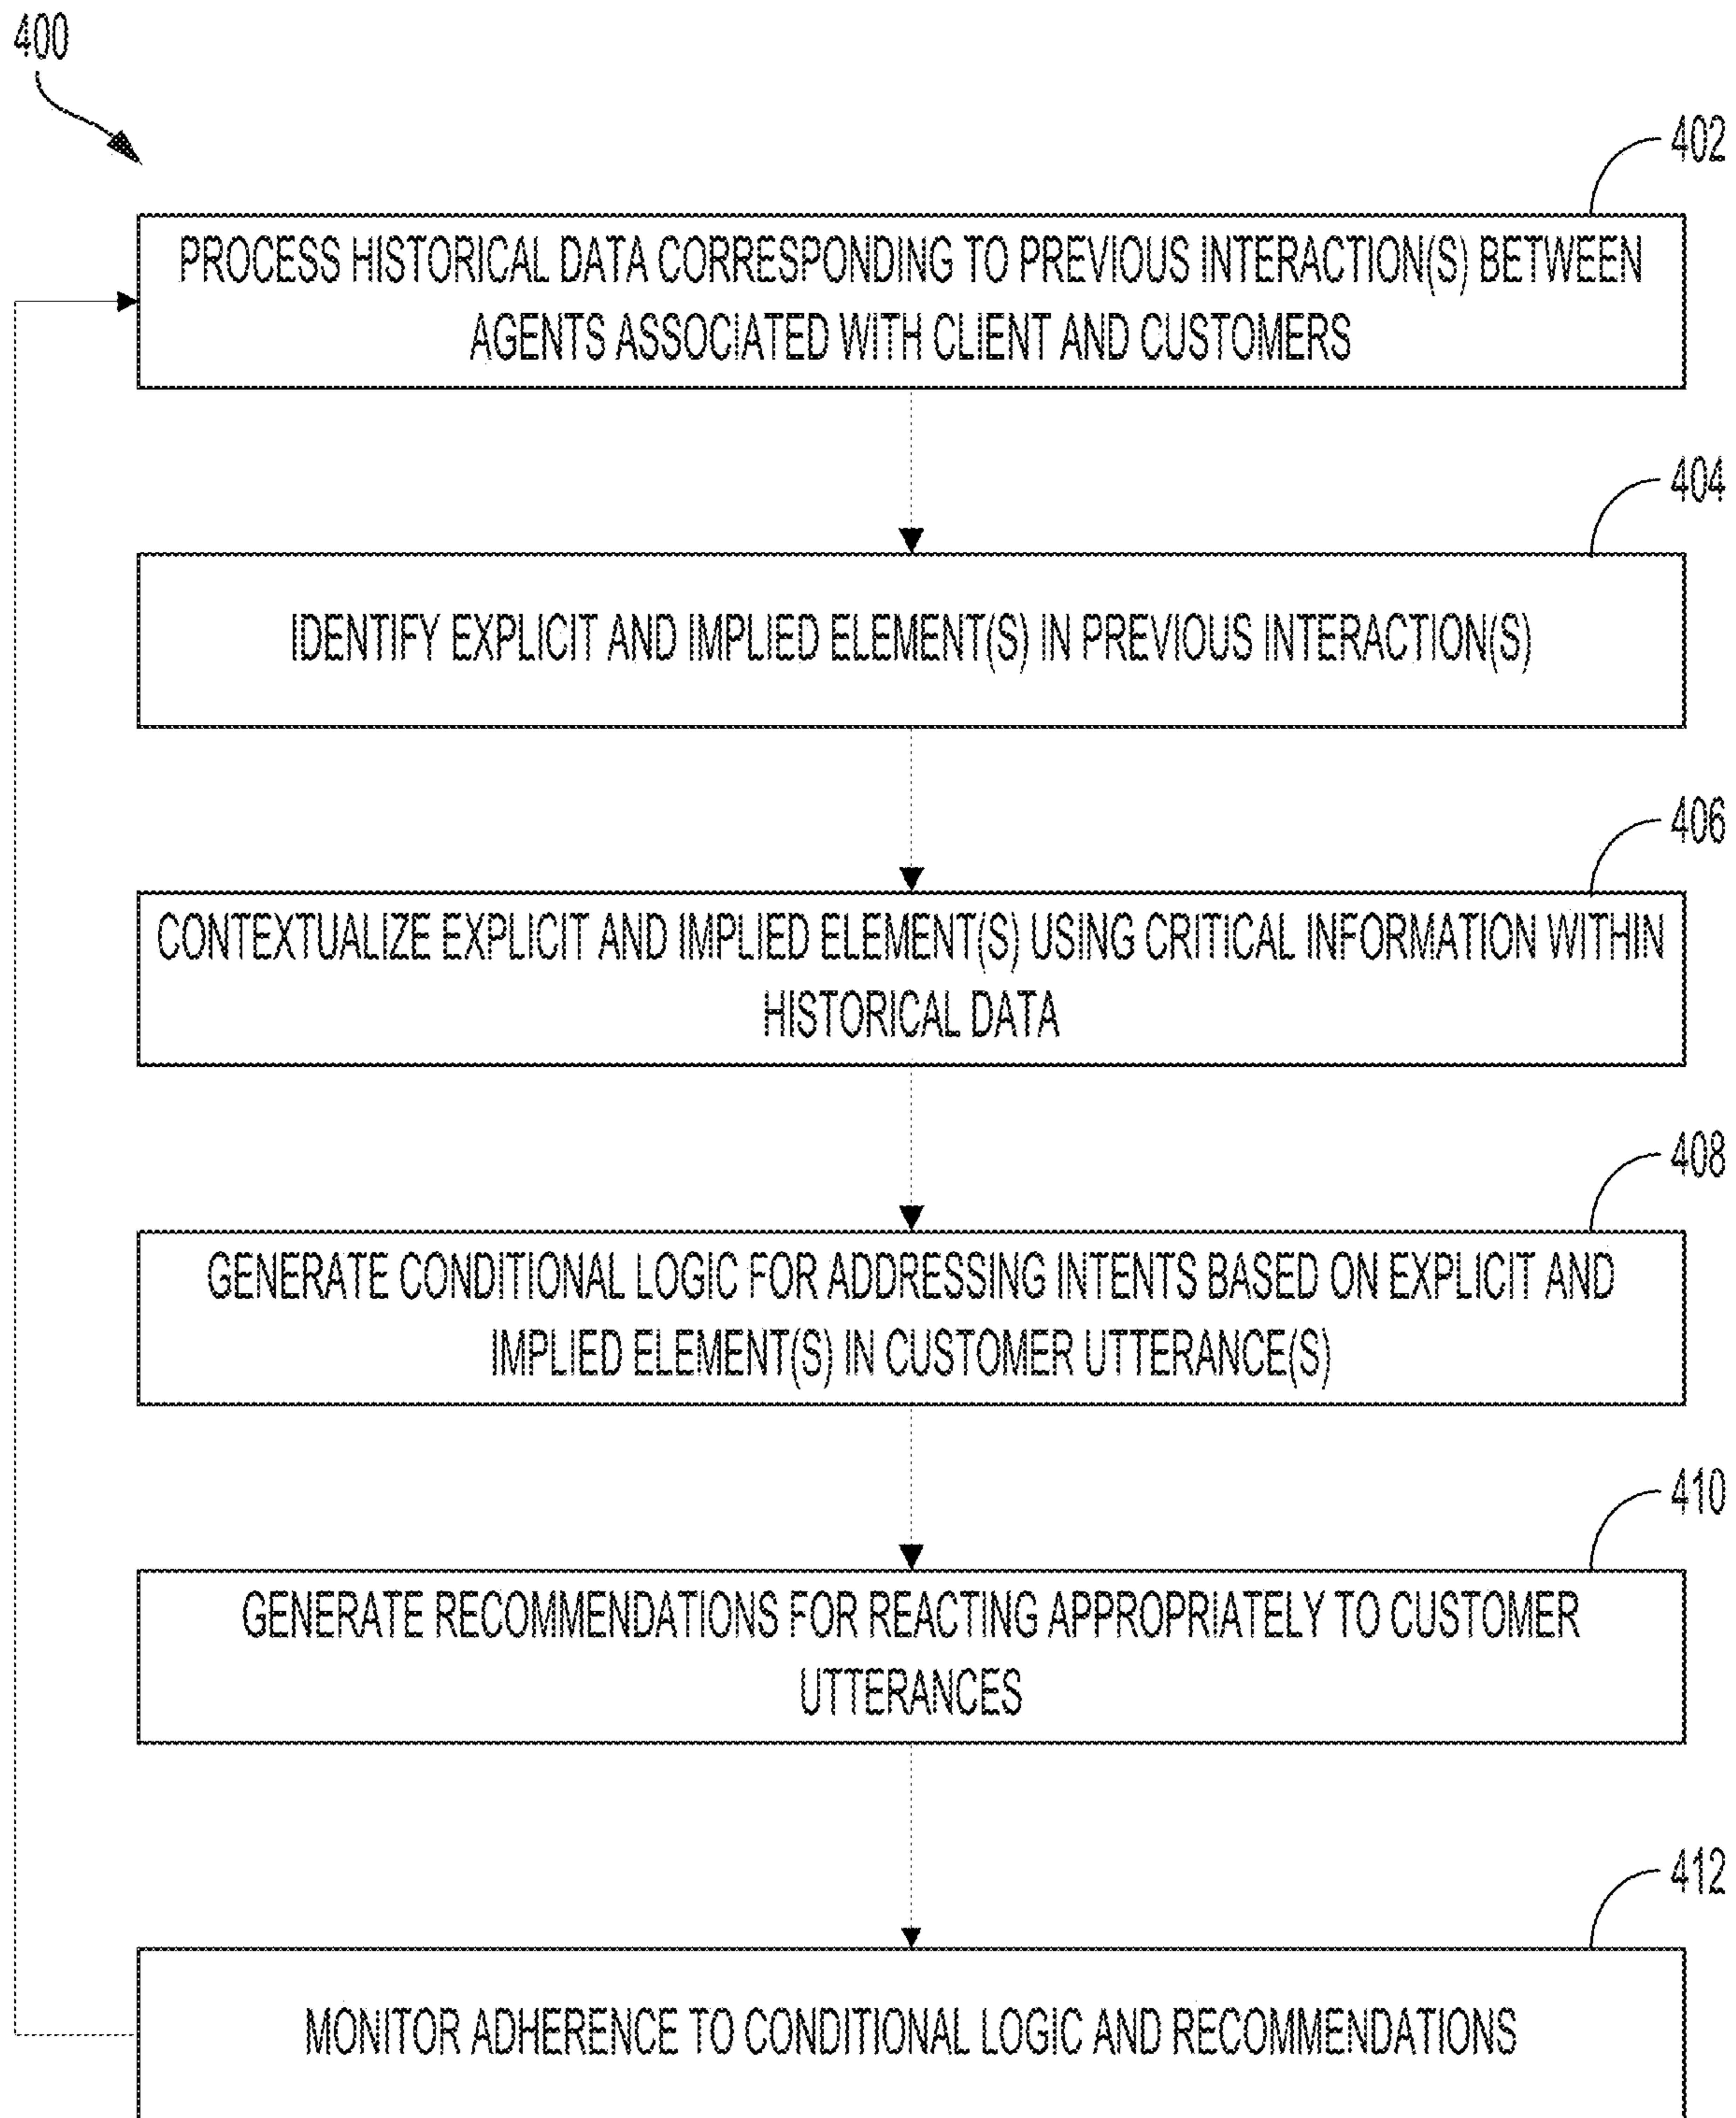 400
402
PROCESS HISTORICAL DATA CORRESPONDING TO PREVIOUS INTERACTION(S) BETWEEN
AGENTS ASSOCIATED WITH CLIENT AND CUSTOMERS
404
IDENTIFY EXPLICIT AND IMPLIED ELEMENT(S) IN PREVIOUS INTERACTION(S)
406
CONTEXTUALIZE EXPLICIT AND IMPLIED ELEMENT(S) USING CRITICAL INFORMATION WITHIN
HISTORICAL DATA
408
GENERATE CONDITIONAL LOGIC FOR ADDRESSING INTENTS BASED ON EXPLICIT AND
IMPLIED ELEMENT(S) IN CUSTOMER UTTERANCE(S)
410
GENERATE RECOMMENDATIONS FOR REACTING APPROPRIATELY TO CUSTOMER
UTTERANCES
412
MONITOR ADHERENCE TO CONDITIONAL LOGIC AND RECOMMENDATIONS